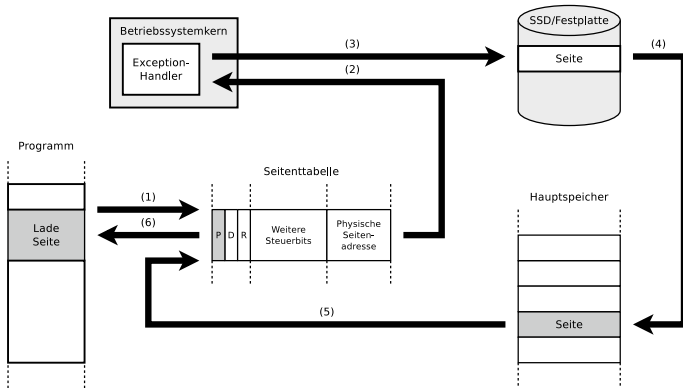 SSD/Festplatte
Betriebssystemkern
(3)
(4)
Exception-
Handler
Seite
(2)
Programm
Seitenttabelle
(1)
Hauptspeicher
(6)
Lade
Seite
P
D
R
Weitere
Steuerbits
Physische
Seiten-
adresse
(5)
Seite